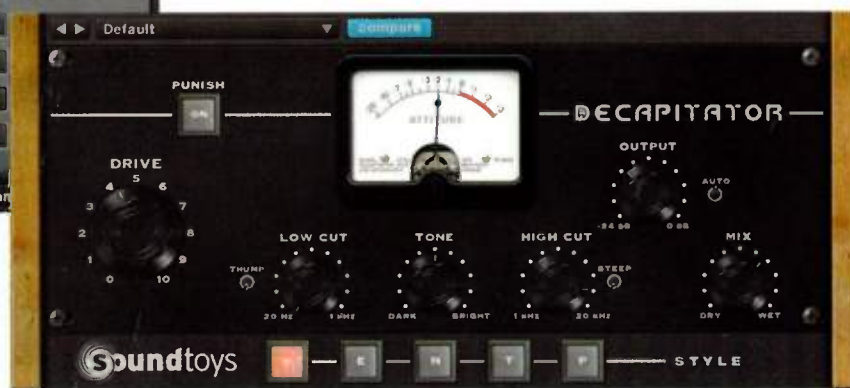 Default
Compare
PUNISH
ON
ATTITUDE
DECAPITATOR
OUTPUT
AUTO
-24 dB 0 dB
DRIVE
0 1 2 3 4 5 6 7 8 9 10
LOW CUT
THUMP
20 Hz 1 kHz
TONE
DARK BRIGHT
HIGH CUT
STEEP
1 kHz 20 kHz
MIX
DRY WET
soundtoys
E N T P
STYLE